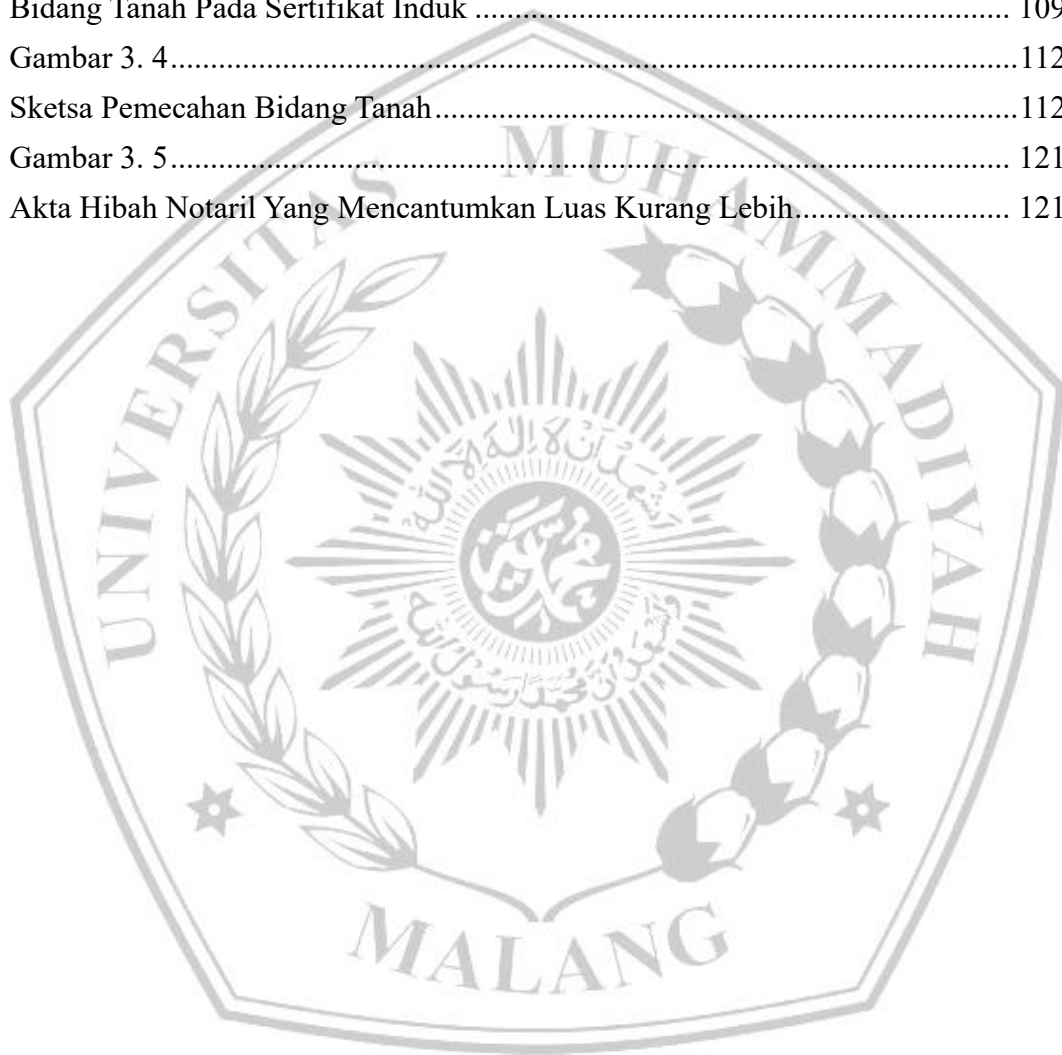 Bidang Tanah Pada Sertifikat Induk .................................................................. 109
Gambar 3. 4........................................................................................................112
Sketsa Pemecahan Bidang Tanah........................................................................112
Gambar 3. 5....................................................................................................... 121
Akta Hibah Notaril Yang Mencantumkan Luas Kurang Lebih.......................... 121
UNIVERSITAS MUHAMMADIYAH
MALANG